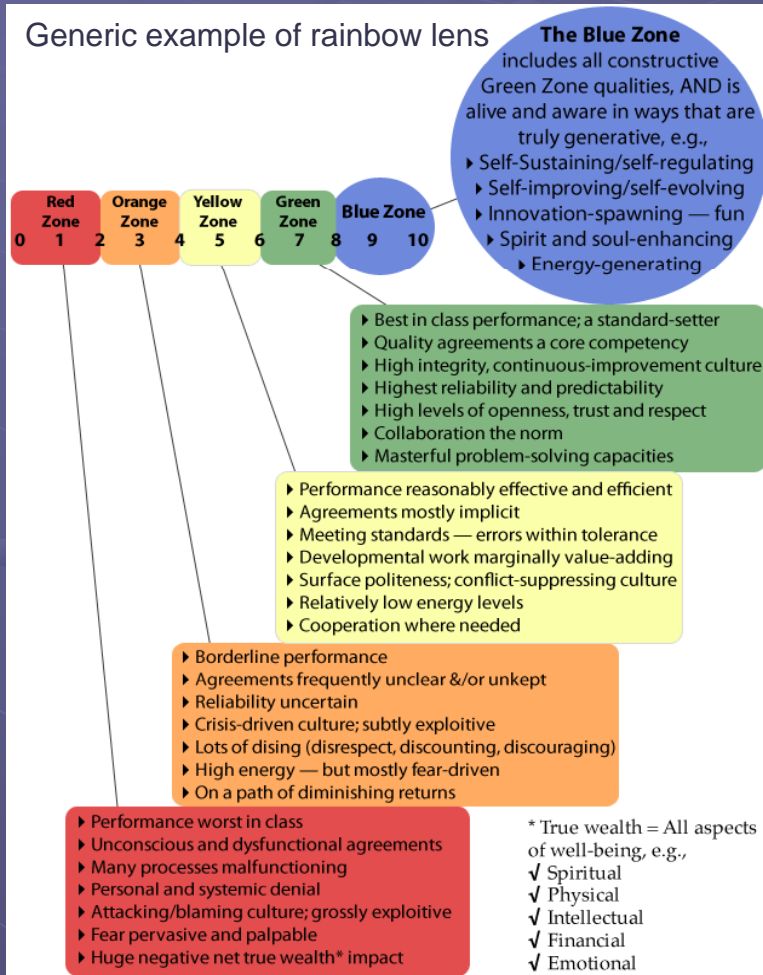 Generic example of rainbow lens
The Blue Zone
includes all constructive
Green Zone qualities, AND is
alive and aware in ways that are
truly generative, e.g.,
▸ Self-Sustaining/self-regulating
▸ Self-improving/self-evolving
▸ Innovation-spawning — fun
▸ Spirit and soul-enhancing
▸ Energy-generating
Red Zone
Orange Zone
Yellow Zone
Green Zone
Blue Zone
0 1 2 3 4 5 6 7 8 9 10
▸ Best in class performance; a standard-setter
▸ Quality agreements a core competency
▸ High integrity, continuous-improvement culture
▸ Highest reliability and predictability
▸ High levels of openness, trust and respect
▸ Collaboration the norm
▸ Masterful problem-solving capacities
▸ Performance reasonably effective and efficient
▸ Agreements mostly implicit
▸ Meeting standards — errors within tolerance
▸ Developmental work marginally value-adding
▸ Surface politeness; conflict-suppressing culture
▸ Relatively low energy levels
▸ Cooperation where needed
▸ Borderline performance
▸ Agreements frequently unclear &/or unkept
▸ Reliability uncertain
▸ Crisis-driven culture; subtly exploitive
▸ Lots of dising (disrespect, discounting, discouraging)
▸ High energy — but mostly fear-driven
▸ On a path of diminishing returns
▸ Performance worst in class
▸ Unconscious and dysfunctional agreements
▸ Many processes malfunctioning
▸ Personal and systemic denial
▸ Attacking/blaming culture; grossly exploitive
▸ Fear pervasive and palpable
▸ Huge negative net true wealth* impact
* True wealth = All aspects
of well-being, e.g.,
√ Spiritual
√ Physical
√ Intellectual
√ Financial
√ Emotional